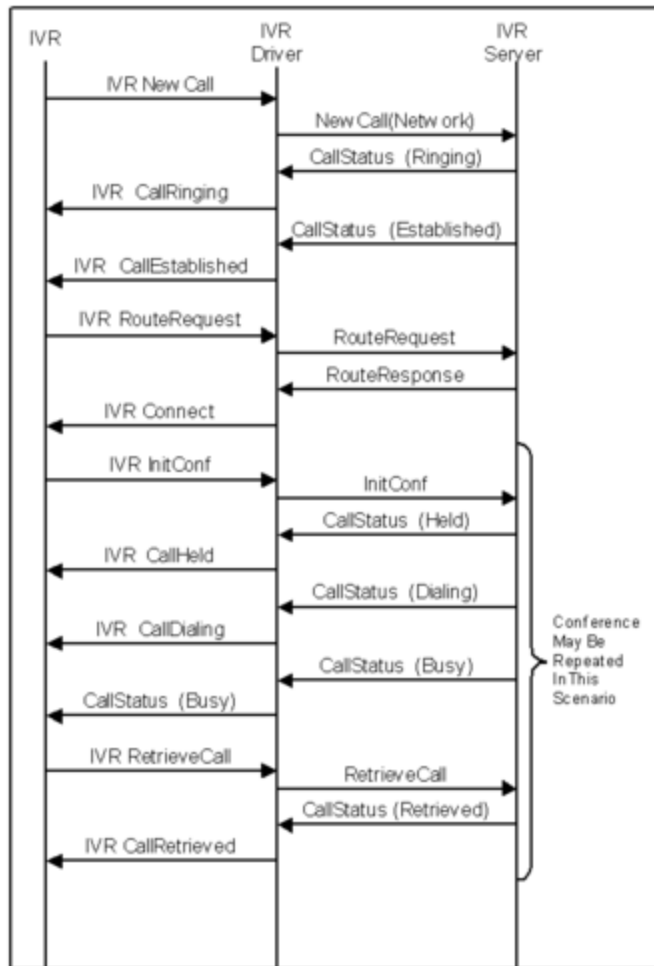 IVR
IVR
Driver
IVR
Server
IVR New Call
NewCall(Network)
CallStatus (Ringing)
IVR CallRinging
CallStatus (Established)
IVR CallEstablished
IVR RouteRequest
RouteRequest
RouteResponse
IVR Connect
IVR InitConf
InitConf
CallStatus (Held)
IVR CallHeld
CallStatus (Dialing)
IVR CallDialing
CallStatus (Busy)
CallStatus (Busy)
IVR RetrieveCall
RetrieveCall
CallStatus (Retrieved)
IVR CallRetrieved
Conference
May Be
Repeated
In This
Scenario